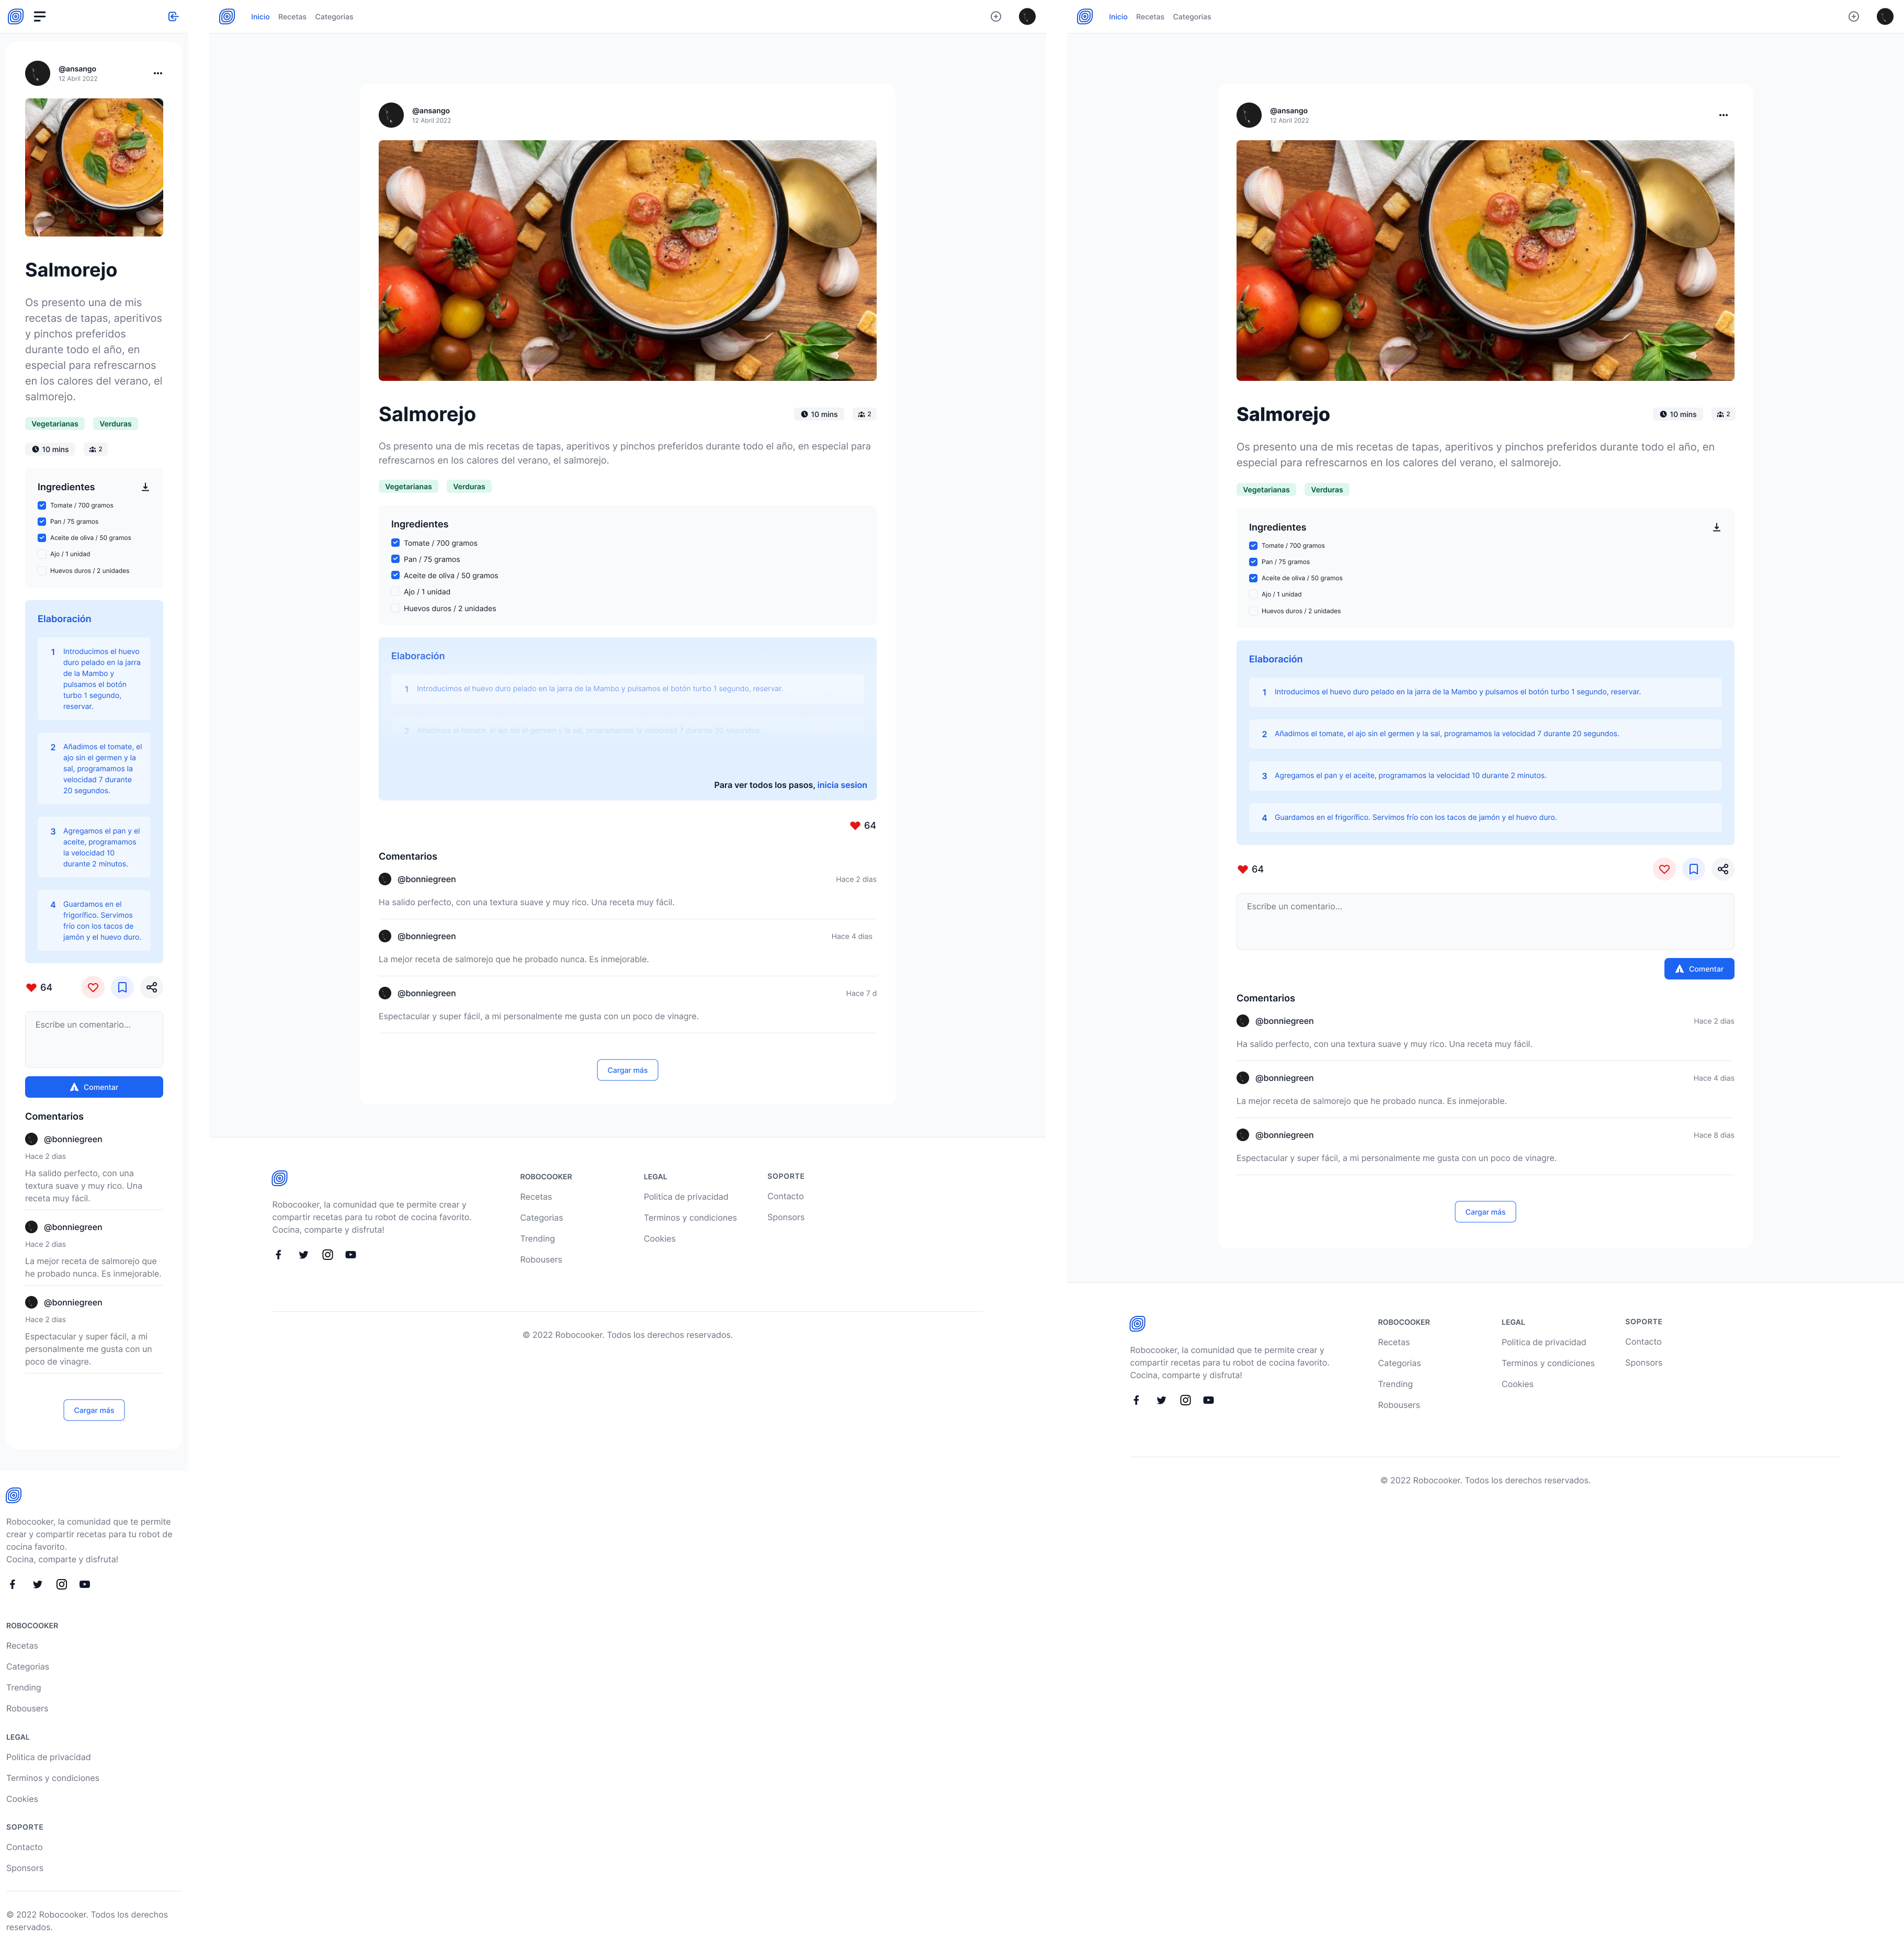 @ansango
12 Abril 2022
Salmorejo
Os presento una de mis
recetas de tapas, aperitivos
y pinchos preferidos
durante todo el año, en
especial para refrescarnos
en los calores del verano, el
salmorejo.
Vegetarianas
Verduras
10 mins
2
Ingredientes
Tomate / 700 gramos
Pan / 75 gramos
Aceite de oliva / 50 gramos
Ajo / 1 unidad
Huevos duros / 2 unidades
Elaboración
1 Introducimos el huevo
duro pelado en la jarra
de la Mambo y
pulsamos el botón
turbo 1 segundo,
reservar.
2 Añadimos el tomate, el
ajo sin el germen y la
sal, programamos la
velocidad 7 durante
20 segundos.
3 Agregamos el pan y el
aceite, programamos
la velocidad 10
durante 2 minutos.
4 Guardamos en el
frigorífico. Servimos
frío con los tacos de
jamón y el huevo duro.
64
Escribe un comentario...
Comentar
Comentarios
@bonniegreen
Hace 2 dias
Ha salido perfecto, con una
textura suave y muy rico. Una
receta muy fácil.
@bonniegreen
Hace 2 dias
La mejor receta de salmorejo que
he probado nunca. Es inmejorable.
@bonniegreen
Hace 2 dias
Espectacular y super fácil, a mi
personalmente me gusta con un
poco de vinagre.
Cargar más
Robocooker, la comunidad que te permite
crear y compartir recetas para tu robot de
cocina favorito.
Cocina, comparte y disfruta!
ROBOCOOKER
Recetas
Categorias
Trending
Robousers
LEGAL
Politica de privacidad
Terminos y condiciones
Cookies
SOPORTE
Contacto
Sponsors
© 2022 Robocooker. Todos los derechos
reservados.
Inicio
Recetas
Categorias
@ansango
12 Abril 2022
Salmorejo
10 mins
2
Os presento una de mis recetas de tapas, aperitivos y pinchos preferidos durante todo el año, en especial para
refrescarnos en los calores del verano, el salmorejo.
Vegetarianas
Verduras
Ingredientes
Tomate / 700 gramos
Pan / 75 gramos
Aceite de oliva / 50 gramos
Ajo / 1 unidad
Huevos duros / 2 unidades
Elaboración
1 Introducimos el huevo duro pelado en la jarra de la Mambo y pulsamos el botón turbo 1 segundo, reservar.
2 Añadimos el tomate, el ajo sin el germen y la sal, programamos la velocidad 7 durante 20 segundos.
Para ver todos los pasos, inicia sesion
64
Comentarios
@bonniegreen
Hace 2 dias
Ha salido perfecto, con una textura suave y muy rico. Una receta muy fácil.
@bonniegreen
Hace 4 dias
La mejor receta de salmorejo que he probado nunca. Es inmejorable.
@bonniegreen
Hace 7 d
Espectacular y super fácil, a mi personalmente me gusta con un poco de vinagre.
Cargar más
Robocooker, la comunidad que te permite crear y
compartir recetas para tu robot de cocina favorito.
Cocina, comparte y disfruta!
ROBOCOOKER
Recetas
Categorias
Trending
Robousers
LEGAL
Politica de privacidad
Terminos y condiciones
Cookies
SOPORTE
Contacto
Sponsors
© 2022 Robocooker. Todos los derechos reservados.
Inicio
Recetas
Categorias
@ansango
12 Abril 2022
Salmorejo
10 mins
2
Os presento una de mis recetas de tapas, aperitivos y pinchos preferidos durante todo el año, en
especial para refrescarnos en los calores del verano, el salmorejo.
Vegetarianas
Verduras
Ingredientes
Tomate / 700 gramos
Pan / 75 gramos
Aceite de oliva / 50 gramos
Ajo / 1 unidad
Huevos duros / 2 unidades
Elaboración
1 Introducimos el huevo duro pelado en la jarra de la Mambo y pulsamos el botón turbo 1 segundo, reservar.
2 Añadimos el tomate, el ajo sin el germen y la sal, programamos la velocidad 7 durante 20 segundos.
3 Agregamos el pan y el aceite, programamos la velocidad 10 durante 2 minutos.
4 Guardamos en el frigorífico. Servimos frío con los tacos de jamón y el huevo duro.
64
Escribe un comentario...
Comentar
Comentarios
@bonniegreen
Hace 2 dias
Ha salido perfecto, con una textura suave y muy rico. Una receta muy fácil.
@bonniegreen
Hace 4 dias
La mejor receta de salmorejo que he probado nunca. Es inmejorable.
@bonniegreen
Hace 8 dias
Espectacular y super fácil, a mi personalmente me gusta con un poco de vinagre.
Cargar más
Robocooker, la comunidad que te permite crear y
compartir recetas para tu robot de cocina favorito.
Cocina, comparte y disfruta!
ROBOCOOKER
Recetas
Categorias
Trending
Robousers
LEGAL
Politica de privacidad
Terminos y condiciones
Cookies
SOPORTE
Contacto
Sponsors
© 2022 Robocooker. Todos los derechos reservados.